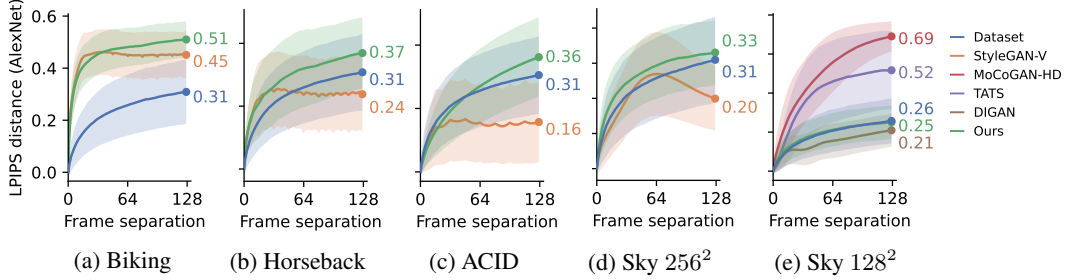 LPIPS distance (AlexNet)
0.6
0.4
0.2
0.0
0.51
0.45
0.31
0 64 128
Frame separation
(a) Biking
0.37
0.31
0.24
0 64 128
Frame separation
(b) Horseback
0.36
0.31
0.16
0 64 128
Frame separation
(c) ACID
0.33
0.31
0.20
0 64 128
Frame separation
(d) Sky 256²
0.69
0.52
0.26
0.25
0.21
0 64 128
Frame separation
(e) Sky 128²
Dataset
StyleGAN-V
MoCoGAN-HD
TATS
DIGAN
Ours